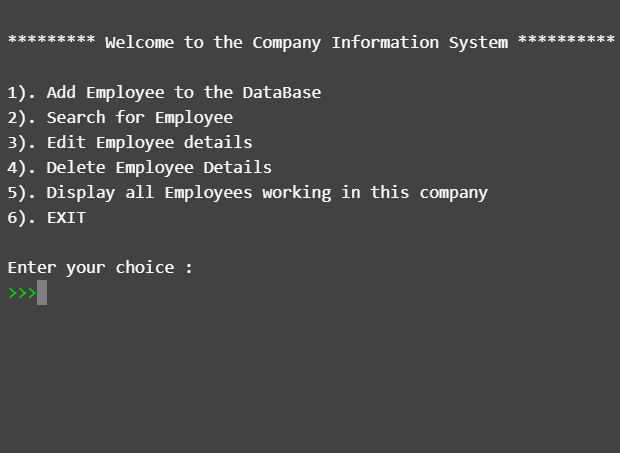 ********* Welcome to the Company Information System **********
1). Add Employee to the DataBase
2). Search for Employee
3). Edit Employee details
4). Delete Employee Details
5). Display all Employees working in this company
6). EXIT
Enter your choice :
>>>